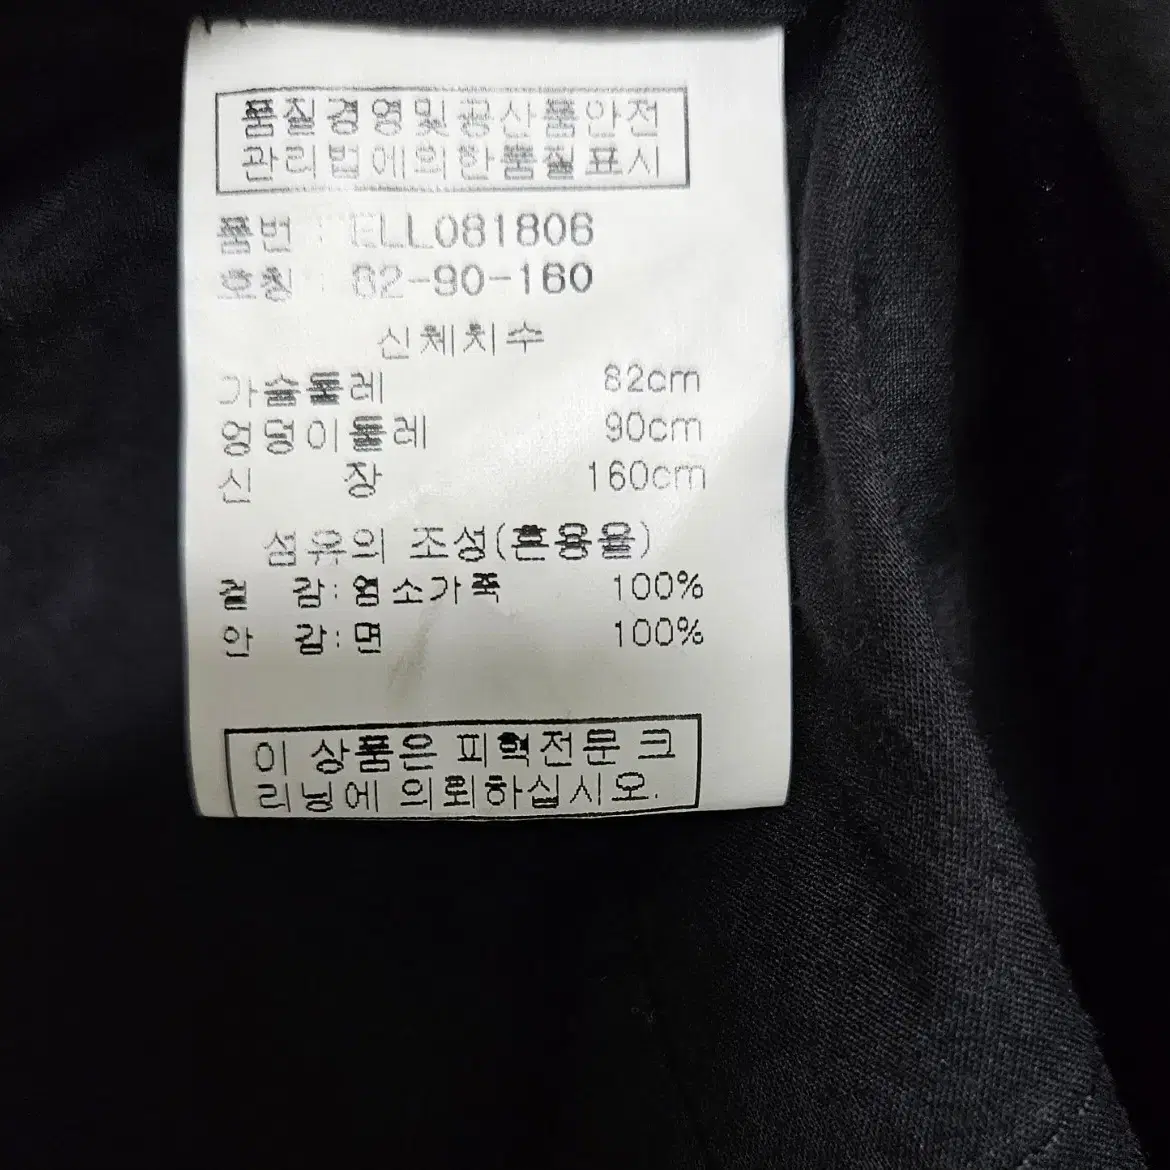 품질경영및공산품안전
관리법에의한품질표시
품번 : ELL081806
호칭 : 82-90-160
신체치수
가슴둘레 82cm
엉덩이둘레 90cm
신 장 160cm
섬유의 조성(혼용율)
겉 감: 염소가죽 100%
안 감: 면 100%
이 상품은 피혁전문 크
리닝에 의뢰하십시오.